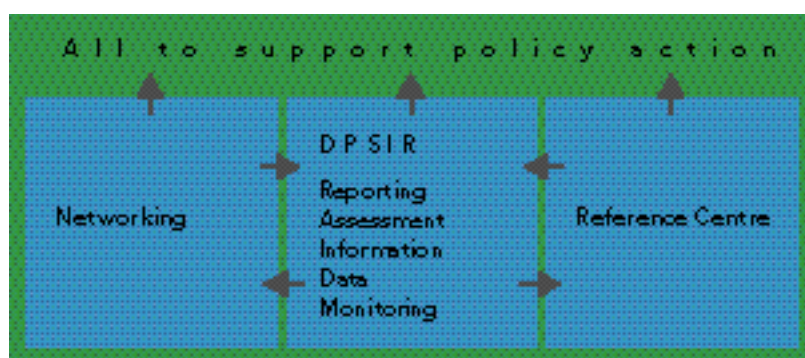 All to support policy action
DPSIR
Networking
Reporting
Assessment
Information
Data
Monitoring
Reference Centre